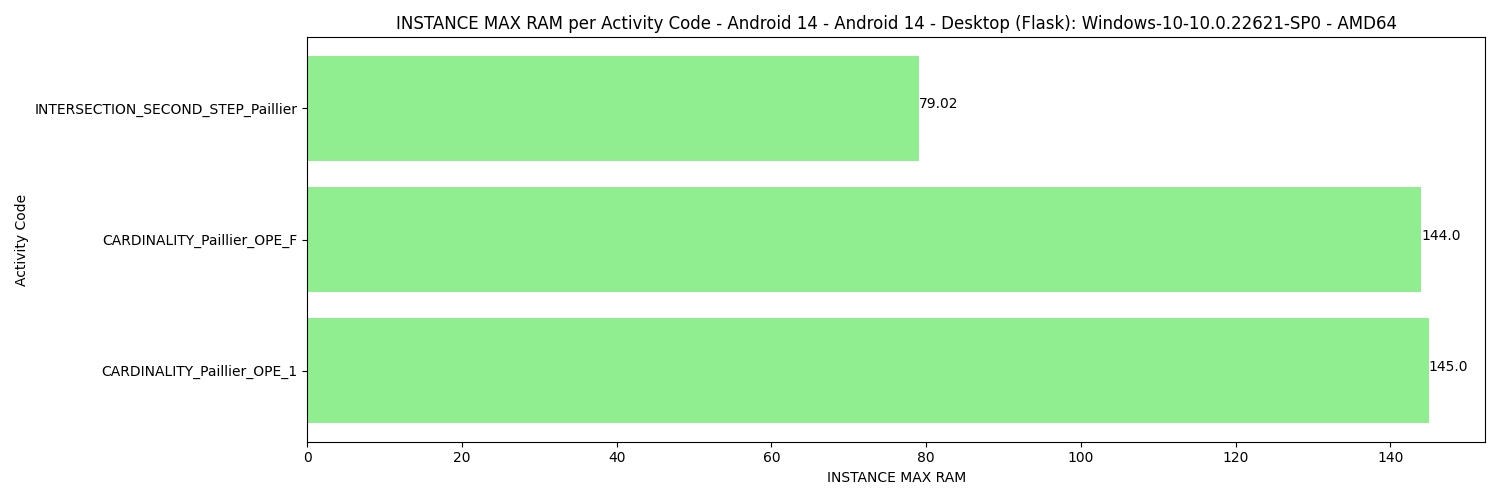 INSTANCE MAX RAM per Activity Code - Android 14 - Android 14 - Desktop (Flask): Windows-10-10.0.22621-SP0 - AMD64
INTERSECTION_SECOND_STEP_Paillier
79.02
CARDINALITY_Paillier_OPE_F
144.0
CARDINALITY_Paillier_OPE_1
145.0
Activity Code
0 20 40 60 80 100 120 140
INSTANCE MAX RAM